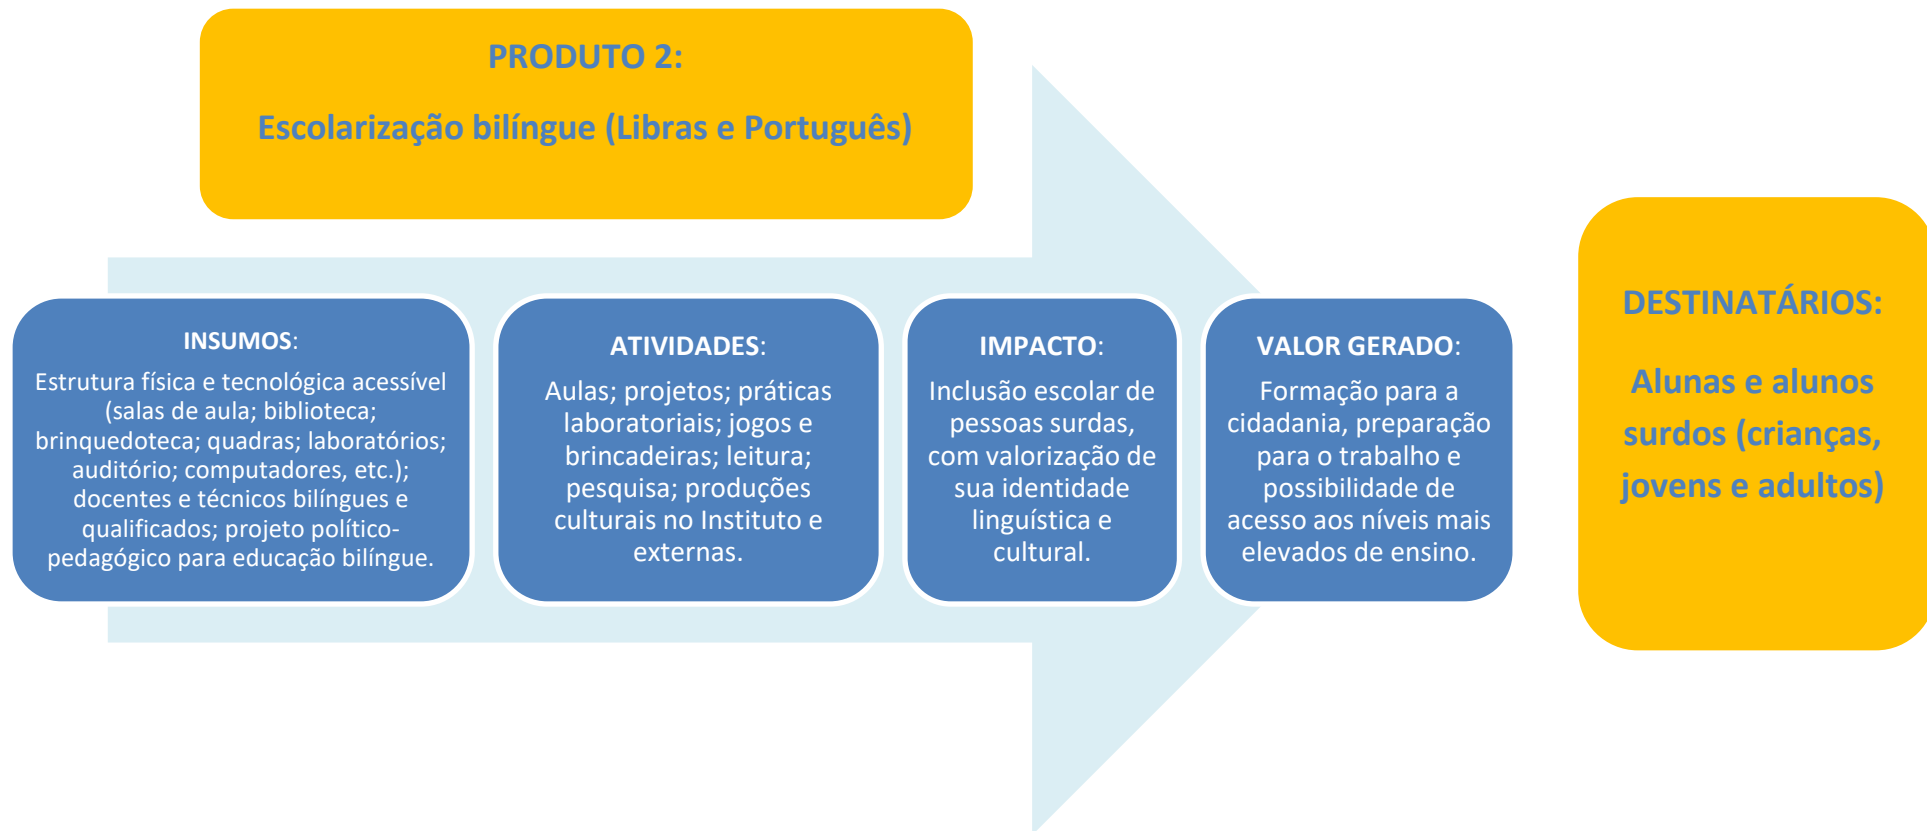 PRODUTO 2:
Escolarização bilíngue (Libras e Português)
INSUMOS:
Estrutura física e tecnológica acessível
(salas de aula; biblioteca;
brinquedoteca; quadras; laboratórios;
auditório; computadores, etc.);
docentes e técnicos bilíngues e
qualificados; projeto político-
pedagógico para educação bilíngue.
ATIVIDADES:
Aulas; projetos; práticas
laboratoriais; jogos e
brincadeiras; leitura;
pesquisa; produções
culturais no Instituto e
externas.
IMPACTO:
Inclusão escolar de
pessoas surdas,
com valorização de
sua identidade
linguística e
cultural.
VALOR GERADO:
Formação para a
cidadania, preparação
para o trabalho e
possibilidade de
acesso aos níveis mais
elevados de ensino.
DESTINATÁRIOS:
Alunas e alunos
surdos (crianças,
jovens e adultos)